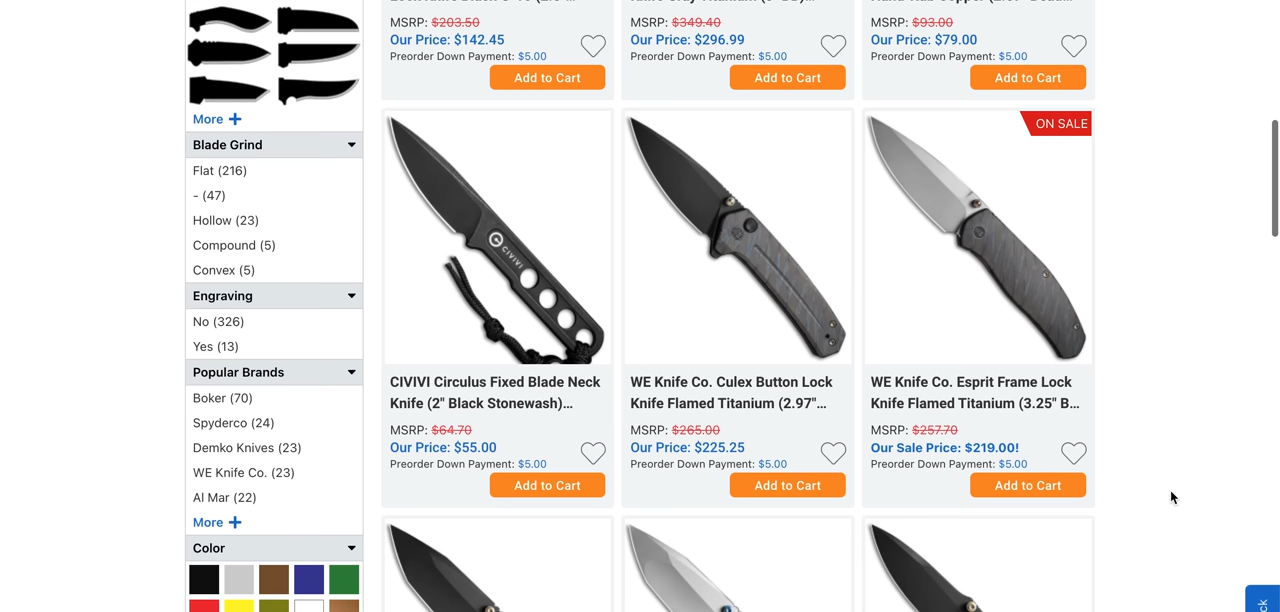 More +
Blade Grind
Flat (216)
- (47)
Hollow (23)
Compound (5)
Convex (5)
Engraving
No (326)
Yes (13)
Popular Brands
Boker (70)
Spyderco (24)
Demko Knives (23)
WE Knife Co. (23)
Al Mar (22)
More +
Color
MSRP: $203.50
Our Price: $142.45
Preorder Down Payment: $5.00
Add to Cart
MSRP: $349.40
Our Price: $296.99
Preorder Down Payment: $5.00
Add to Cart
MSRP: $93.00
Our Price: $79.00
Preorder Down Payment: $5.00
Add to Cart
CIVIVI
CIVIVI Circulus Fixed Blade Neck
Knife (2" Black Stonewash)...
MSRP: $64.70
Our Price: $55.00
Preorder Down Payment: $5.00
Add to Cart
WE Knife Co. Culex Button Lock
Knife Flamed Titanium (2.97"...
MSRP: $265.00
Our Price: $225.25
Preorder Down Payment: $5.00
Add to Cart
ON SALE
WE Knife Co. Esprit Frame Lock
Knife Flamed Titanium (3.25" B...
MSRP: $257.70
Our Sale Price: $219.00!
Preorder Down Payment: $5.00
Add to Cart